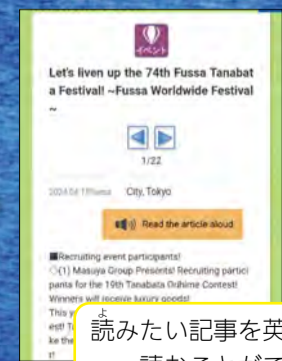 イベント
Let's liven up the 74th Fussa Tanabat
a Festival! ~Fussa Worldwide Festival
~
1/22
City, Tokyo
Read the article aloud
■Recruiting event participants!
○(1) Masuya Group Presents! Recruiting partici
pants for the 19th Tanabata Orihime Contest!
Winners will receive luxury goods!
This y
est! T
ke the
読みたい記事を英